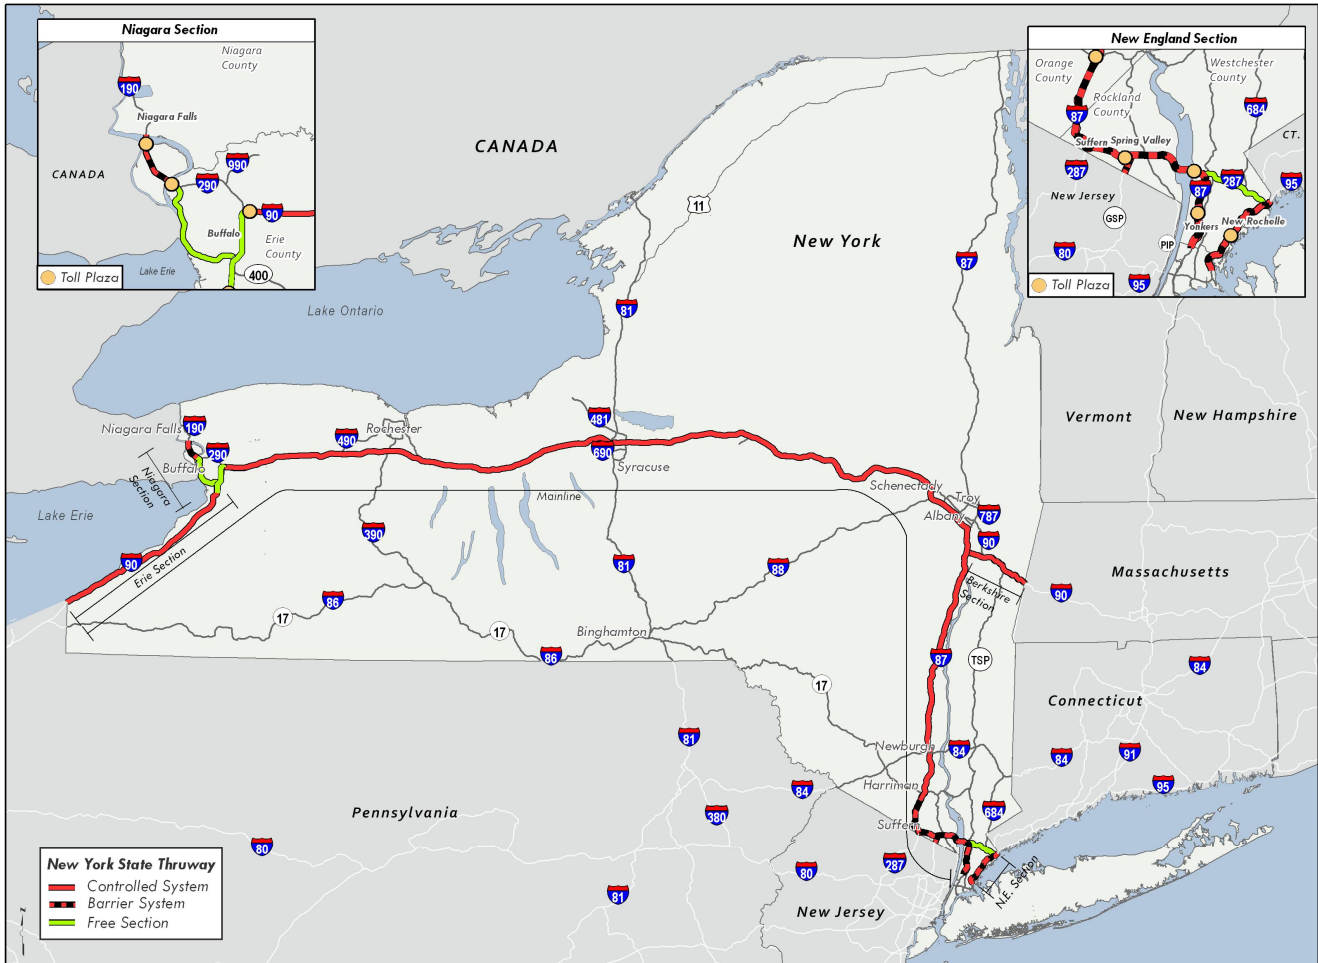 Niagara Section
Niagara
County
190
Niagara Falls
CANADA
990
290
90
Buffalo
Erie
County
Lake Erie
400
Toll Plaza
New England Section
Orange
County
Westchester
County
Rockland
County
684
87
CT.
Suffern
Spring Valley
287
287
95
87
New Jersey
GSP
New Rochelle
Yonkers
PIP
80
95
Toll Plaza
CANADA
11
New York
87
81
Lake Ontario
Vermont
New Hampshire
481
190
Niagara Falls
490
Rochester
290
690
Buffalo
Syracuse
Niagara
Section
Schenectady
Mainline
Troy
Lake Erie
Albany
787
390
90
90
Erie Section
81
88
Massachusetts
Berkshire
Section
90
86
17
17
Binghamton
86
87
TSP
84
17
Connecticut
81
Newburgh
84
84
91
95
Harriman
84
Pennsylvania
380
684
Suffern
80
287
80
N.E. Section
81
New Jersey
New York State Thruway
Controlled System
Barrier System
Free Section
z